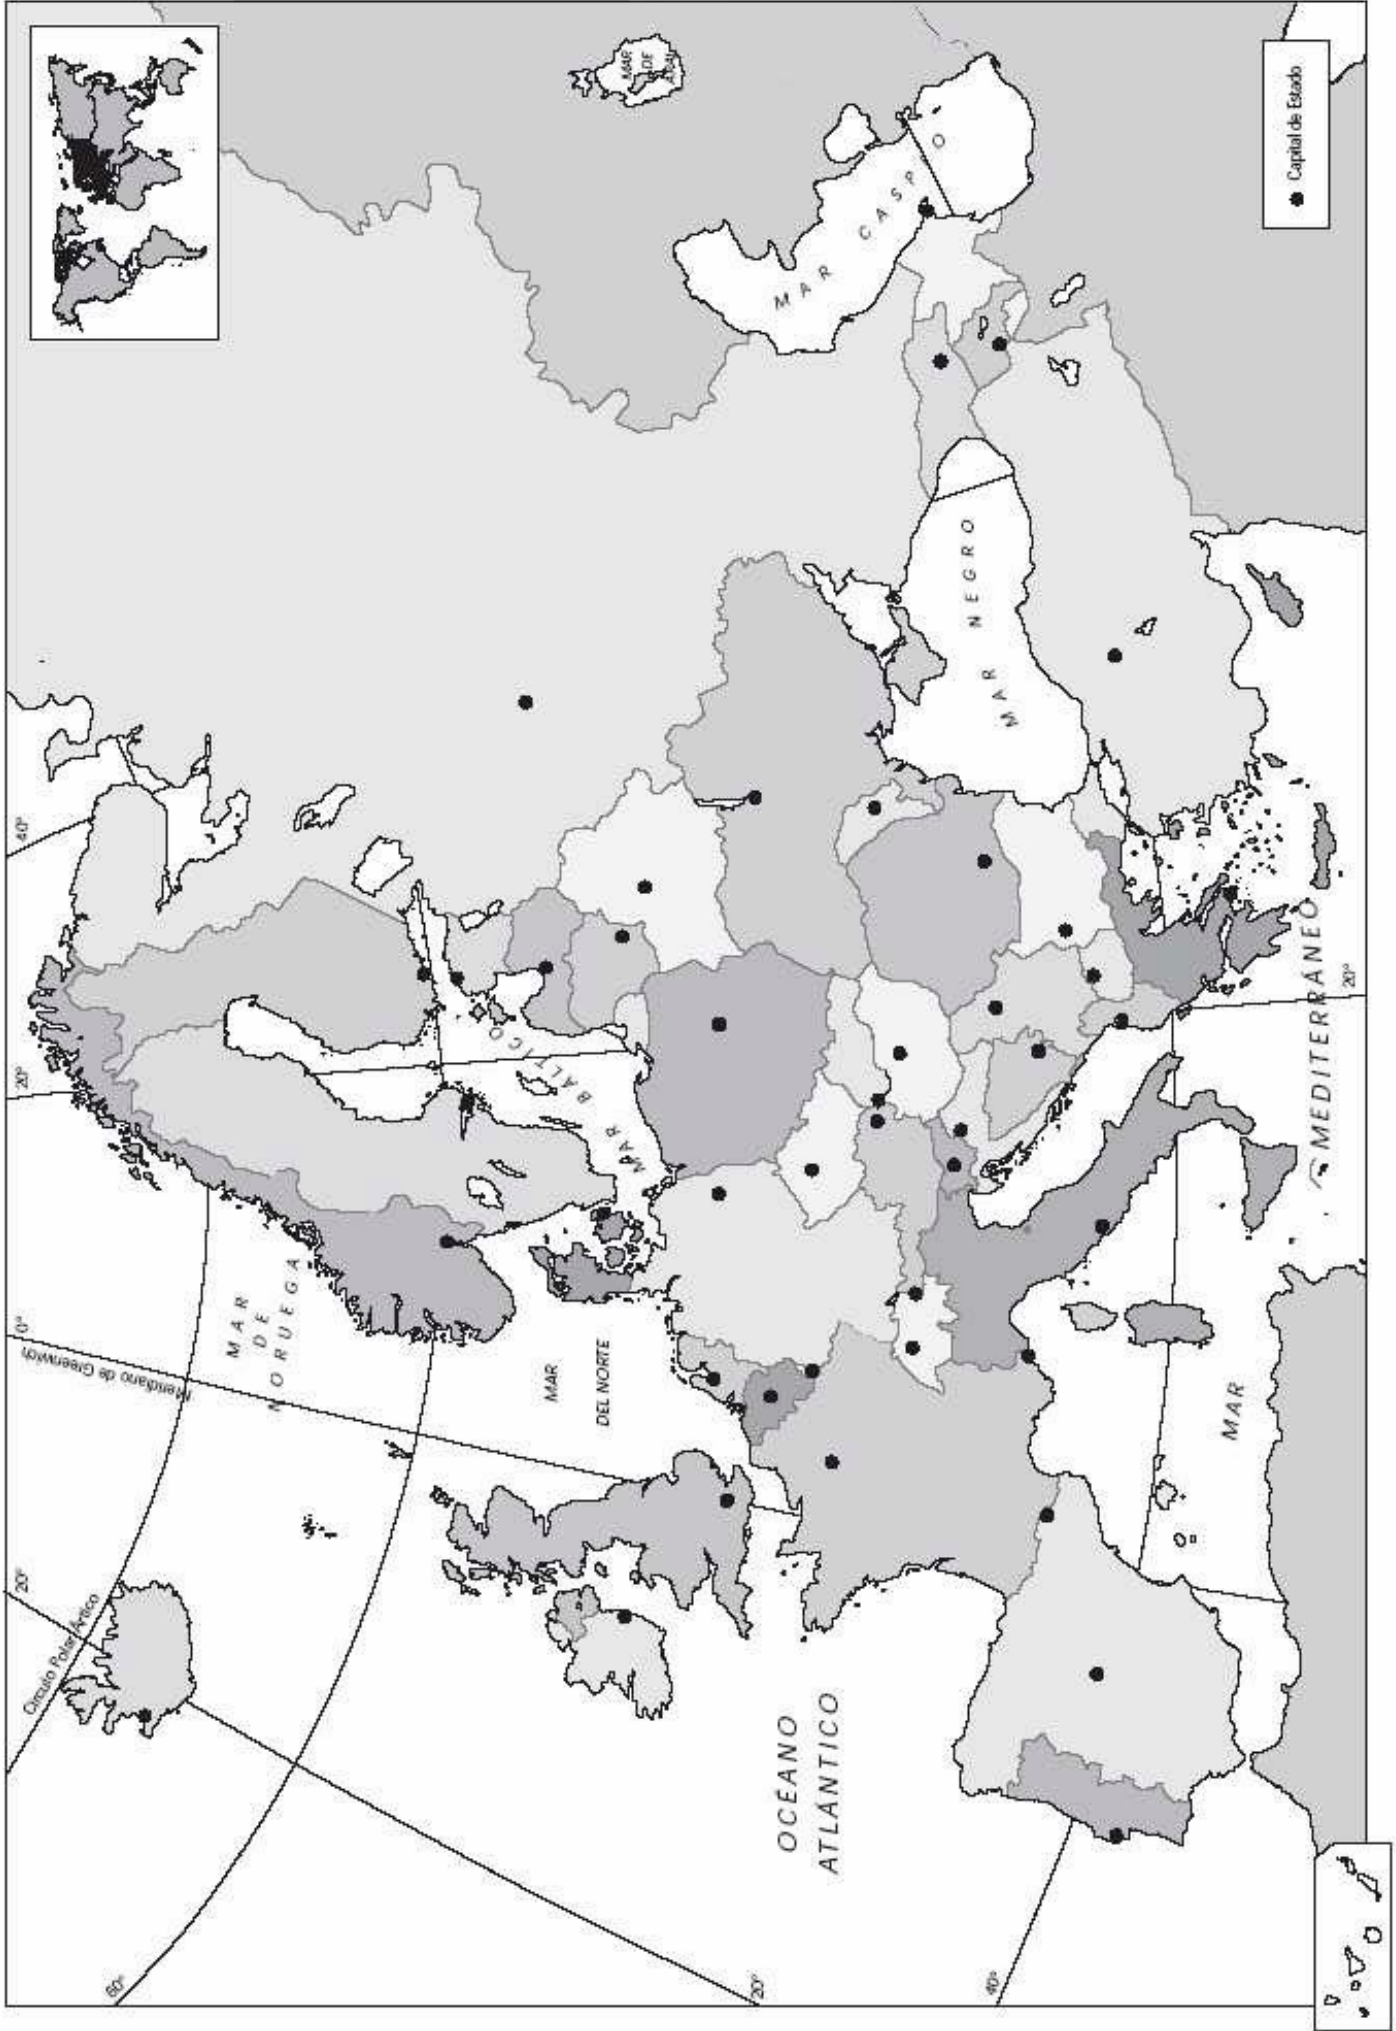 40°
20°
0°
20°
Meridiano de Greenwich
Círculo Polar Ártico
MAR
DE
NORUEGA
MAR BÁLTICO
MAR
DEL NORTE
OCÉANO
ATLÁNTICO
MAR
DE
ARAL
MAR CASPIO
MAR NEGRO
MAR
MEDITERRÁNEO
60°
20°
40°
20°
Capital de Estado